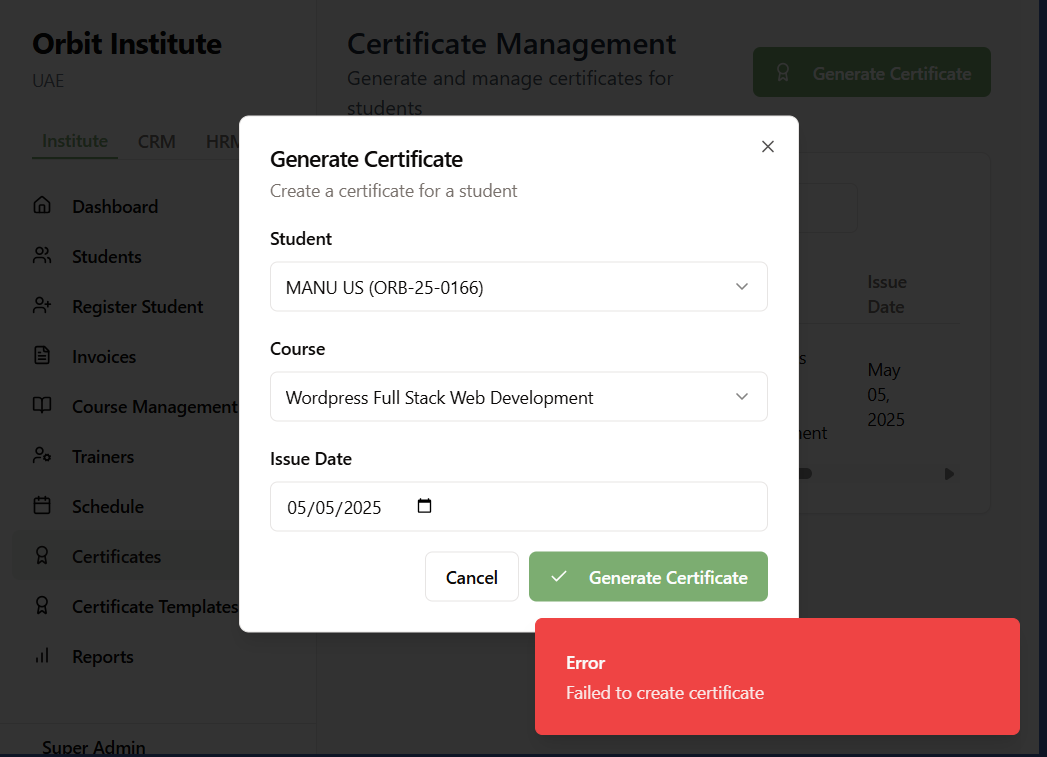 Orbit Institute
UAE
Institute CRM HRM
Dashboard
Students
Register Student
Invoices
Course Management
Trainers
Schedule
Certificates
Certificate Templates
Reports
Super Admin
Certificate Management
Generate and manage certificates for
students
Generate Certificate
Issue
Date
May
05,
2025
Generate Certificate
Create a certificate for a student
Student
MANU US (ORB-25-0166)
Course
Wordpress Full Stack Web Development
Issue Date
05/05/2025
Cancel
Generate Certificate
Error
Failed to create certificate